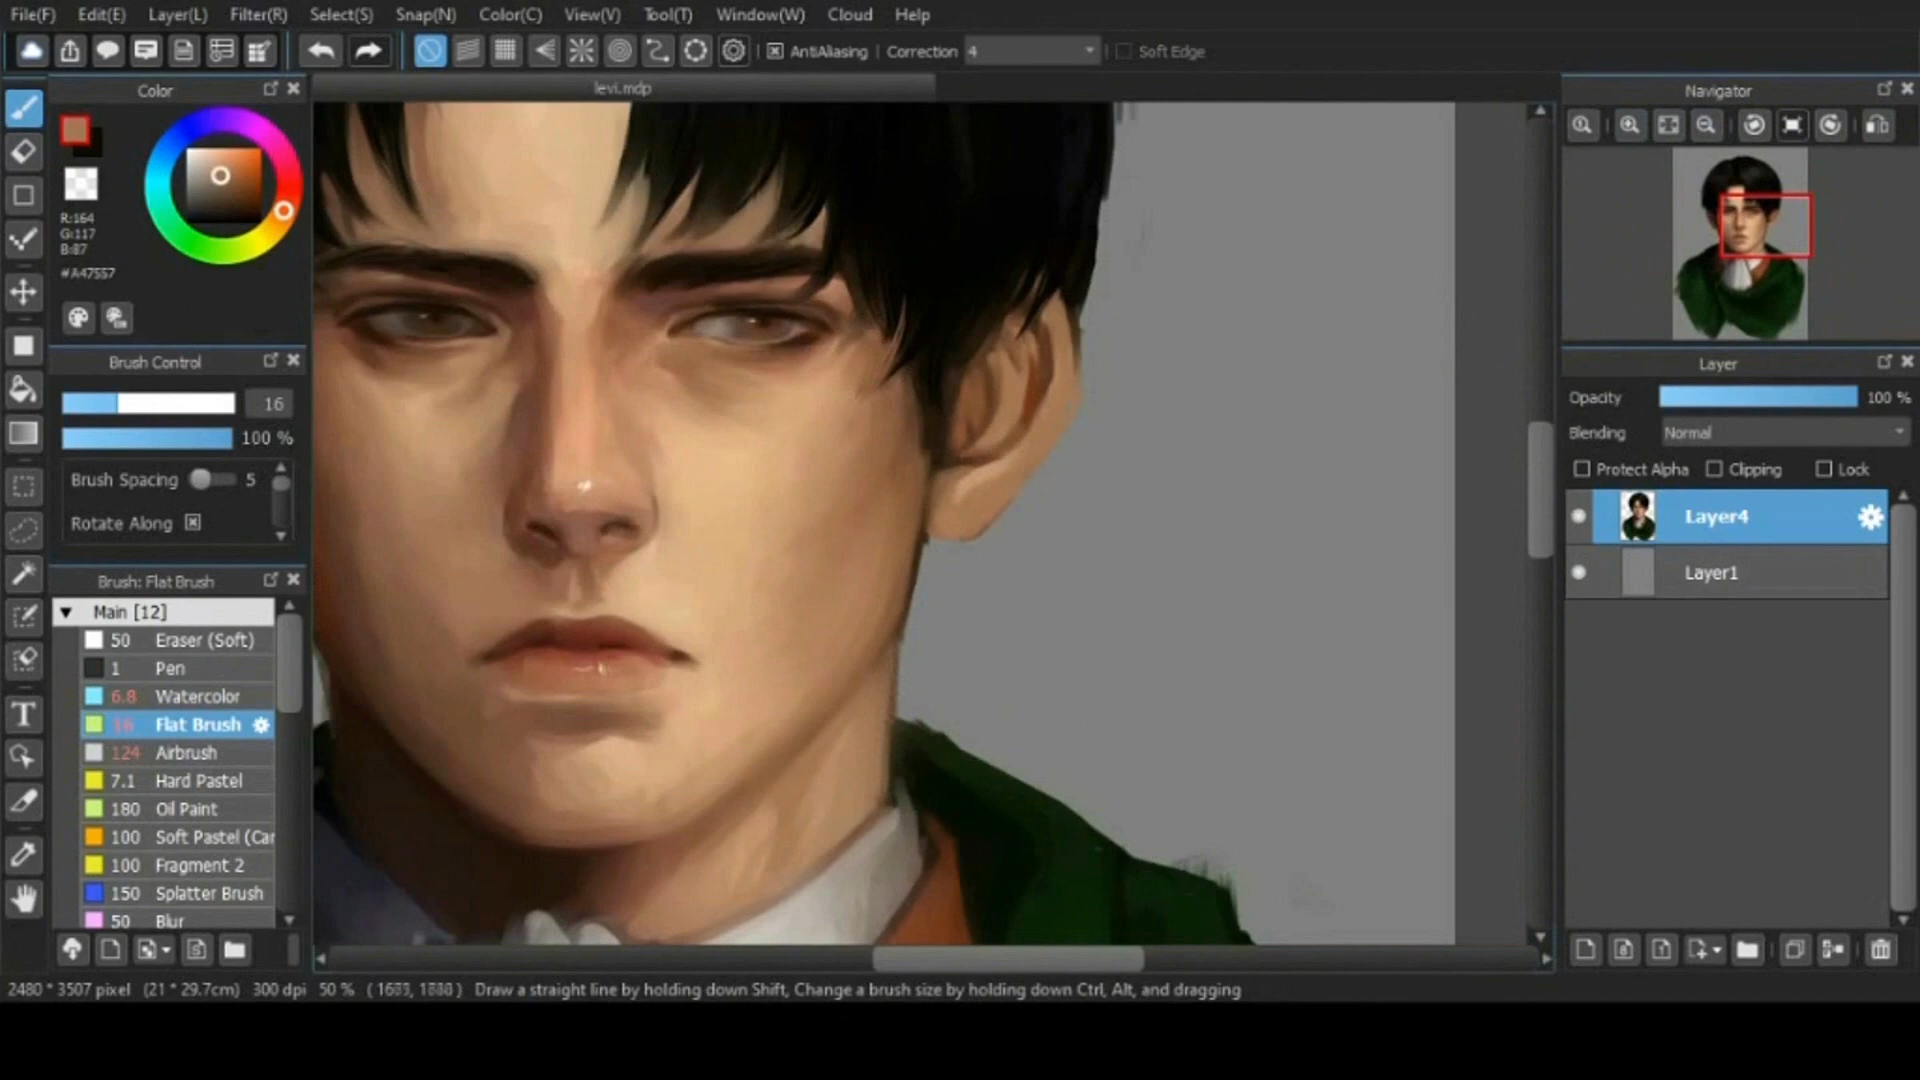 File(F) Edit(E) Layer(L) Filter(R) Select(S) Snap(N) Color(C) View(V) Tool(T) Window(W) Cloud Help
AntiAliasing Correction 4 Soft Edge
levi.mdp
Color
R:164
G:117
B:87
#A47557
Brush Control
16
100 %
Brush Spacing 5
Rotate Along
Brush: Flat Brush
Main [12]
50 Eraser (Soft)
1 Pen
6.8 Watercolor
16 Flat Brush
124 Airbrush
7.1 Hard Pastel
180 Oil Paint
100 Soft Pastel (Car
100 Fragment 2
150 Splatter Brush
50 Blur
Navigator
Layer
Opacity 100 %
Blending Normal
Protect Alpha Clipping Lock
Layer4
Layer1
2480 * 3507 pixel (21 * 29.7cm) 300 dpi 50 % Draw a straight line by holding down Shift, Change a brush size by holding down Ctrl, Alt, and dragging